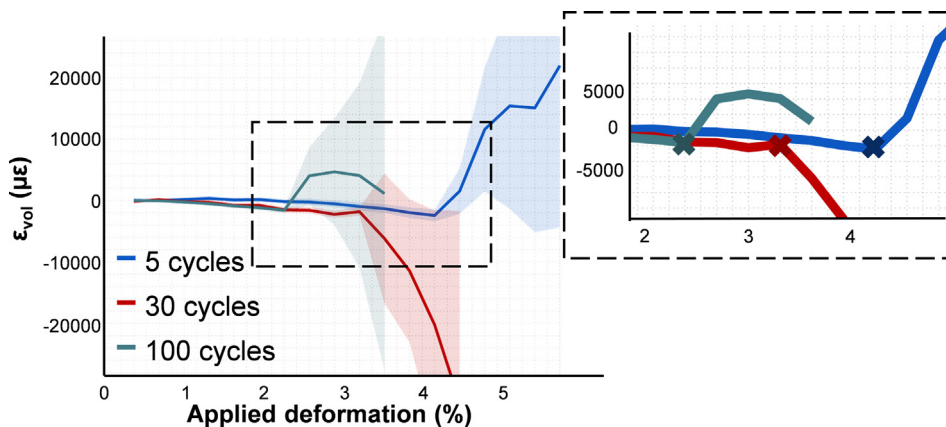 ε_vol (με)
20000
10000
0
-10000
-20000
5 cycles
30 cycles
100 cycles
0 1 2 3 4 5
Applied deformation (%)
5000
0
-5000
2 3 4